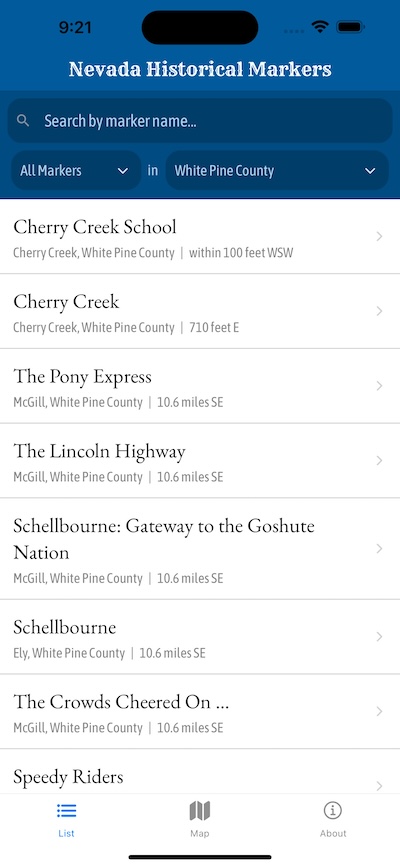 9:21
Nevada Historical Markers
Search by marker name...
All Markers in White Pine County
Cherry Creek School
Cherry Creek, White Pine County | within 100 feet WSW
Cherry Creek
Cherry Creek, White Pine County | 710 feet E
The Pony Express
McGill, White Pine County | 10.6 miles SE
The Lincoln Highway
McGill, White Pine County | 10.6 miles SE
Schellbourne: Gateway to the Goshute
Nation
McGill, White Pine County | 10.6 miles SE
Schellbourne
Ely, White Pine County | 10.6 miles SE
The Crowds Cheered On ...
McGill, White Pine County | 10.6 miles SE
Speedy Riders
List Map About